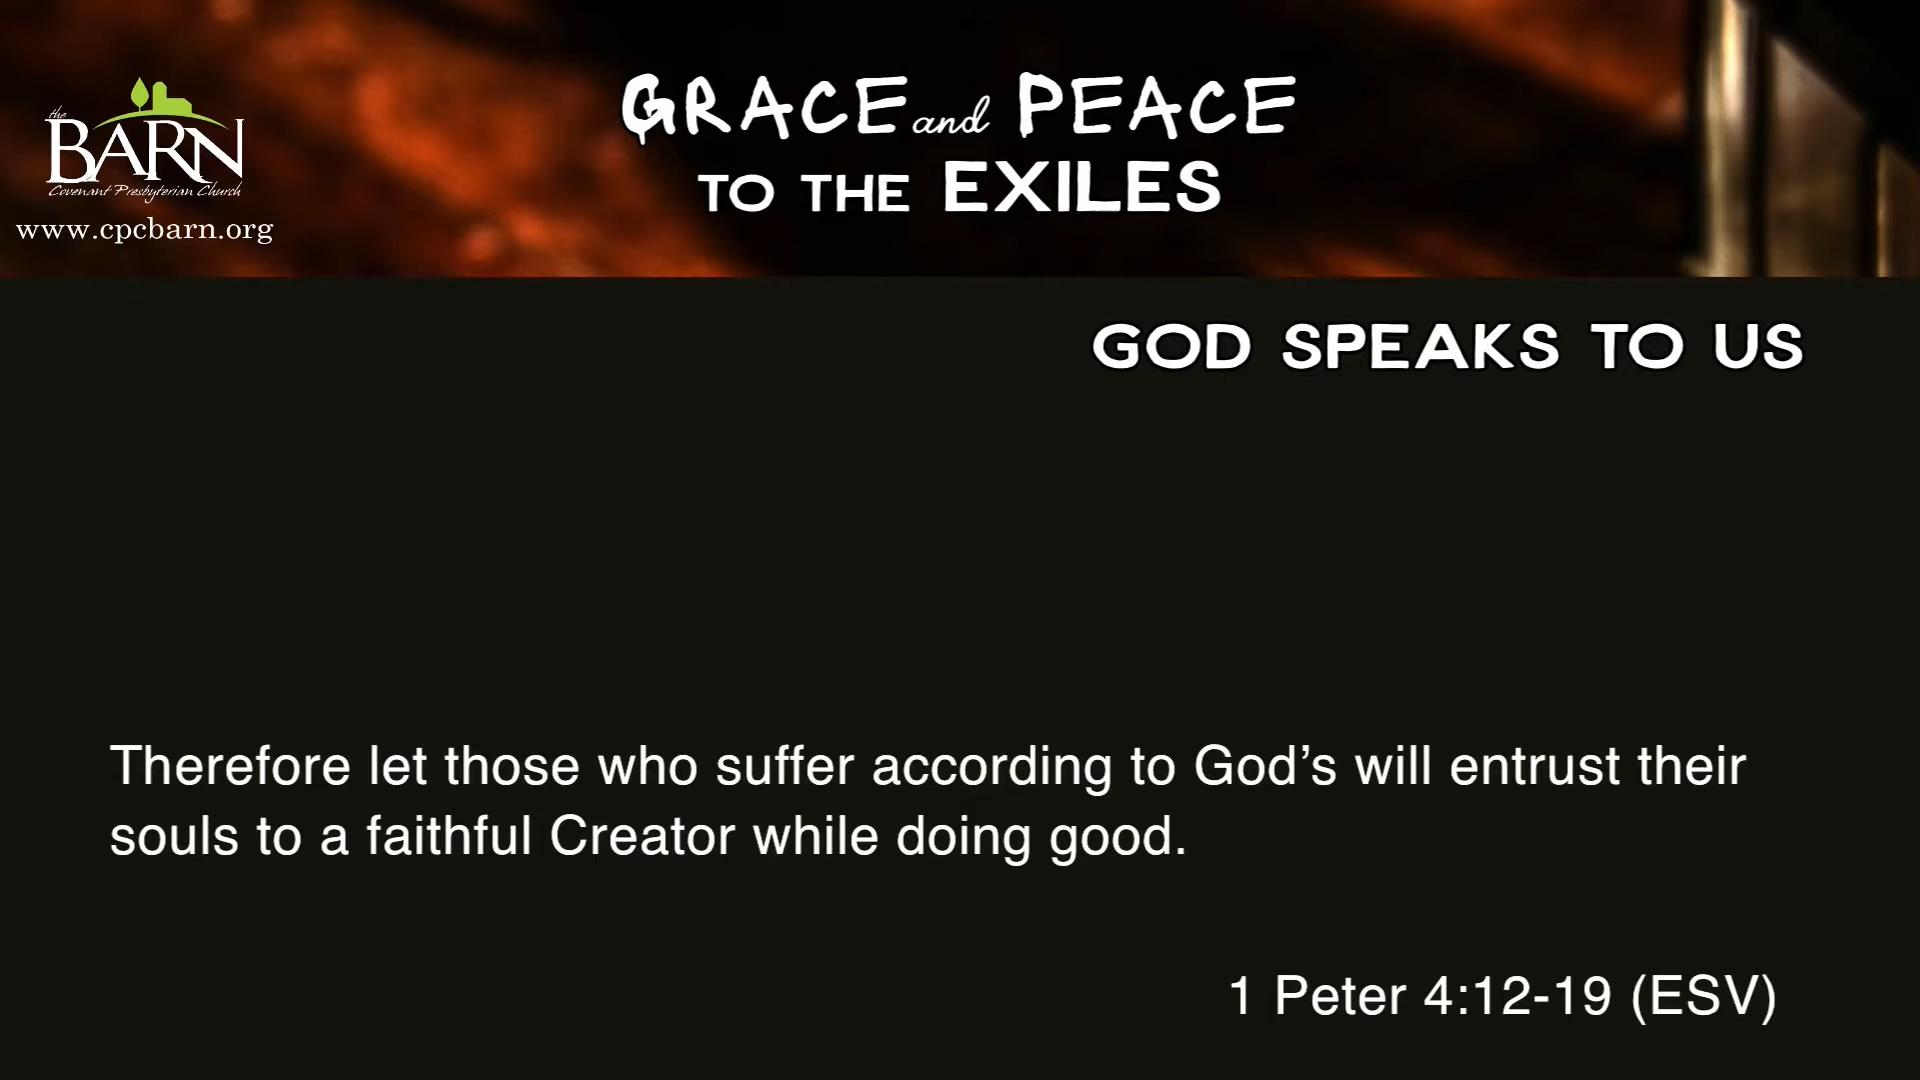 the
BARN
Covenant Presbyterian Church
www.cpcbarn.org
GRACE and PEACE
TO THE EXILES
GOD SPEAKS TO US
Therefore let those who suffer according to God’s will entrust their
souls to a faithful Creator while doing good.
1 Peter 4:12-19 (ESV)